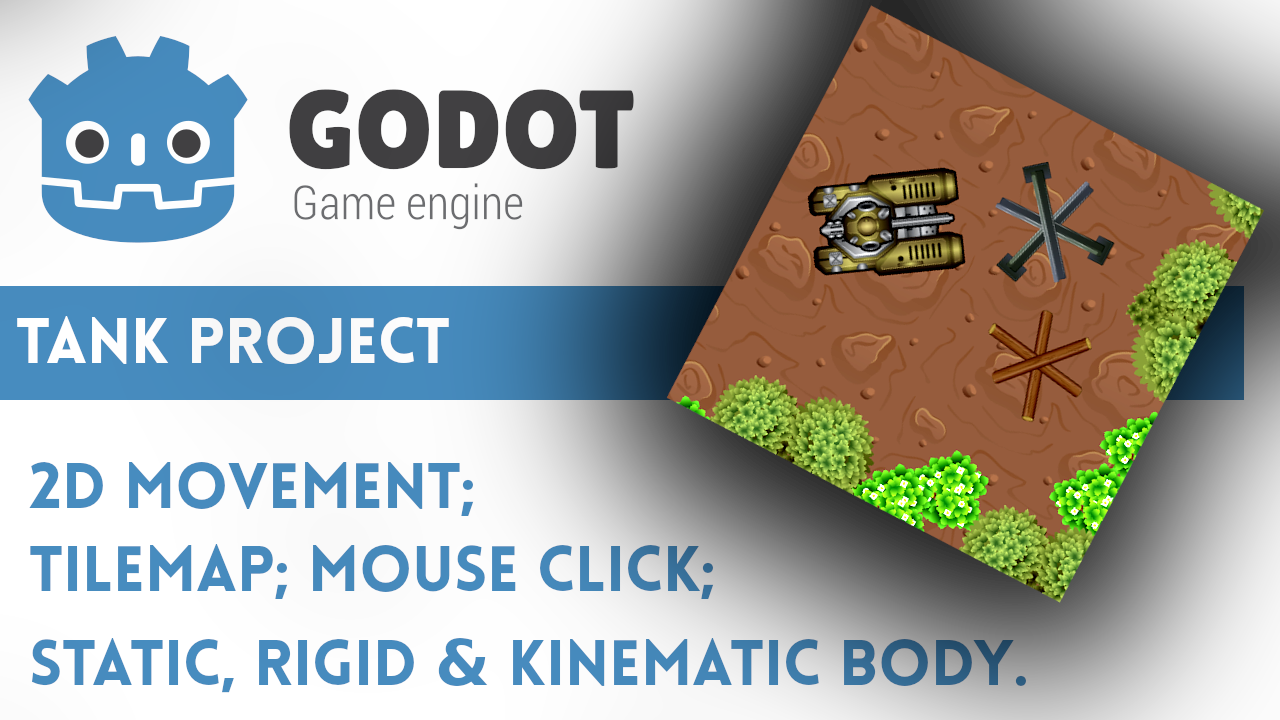 GODOT
Game engine
TANK PROJECT
2D MOVEMENT;
TILEMAP; MOUSE CLICK;
STATIC, RIGID & KINEMATIC BODY.